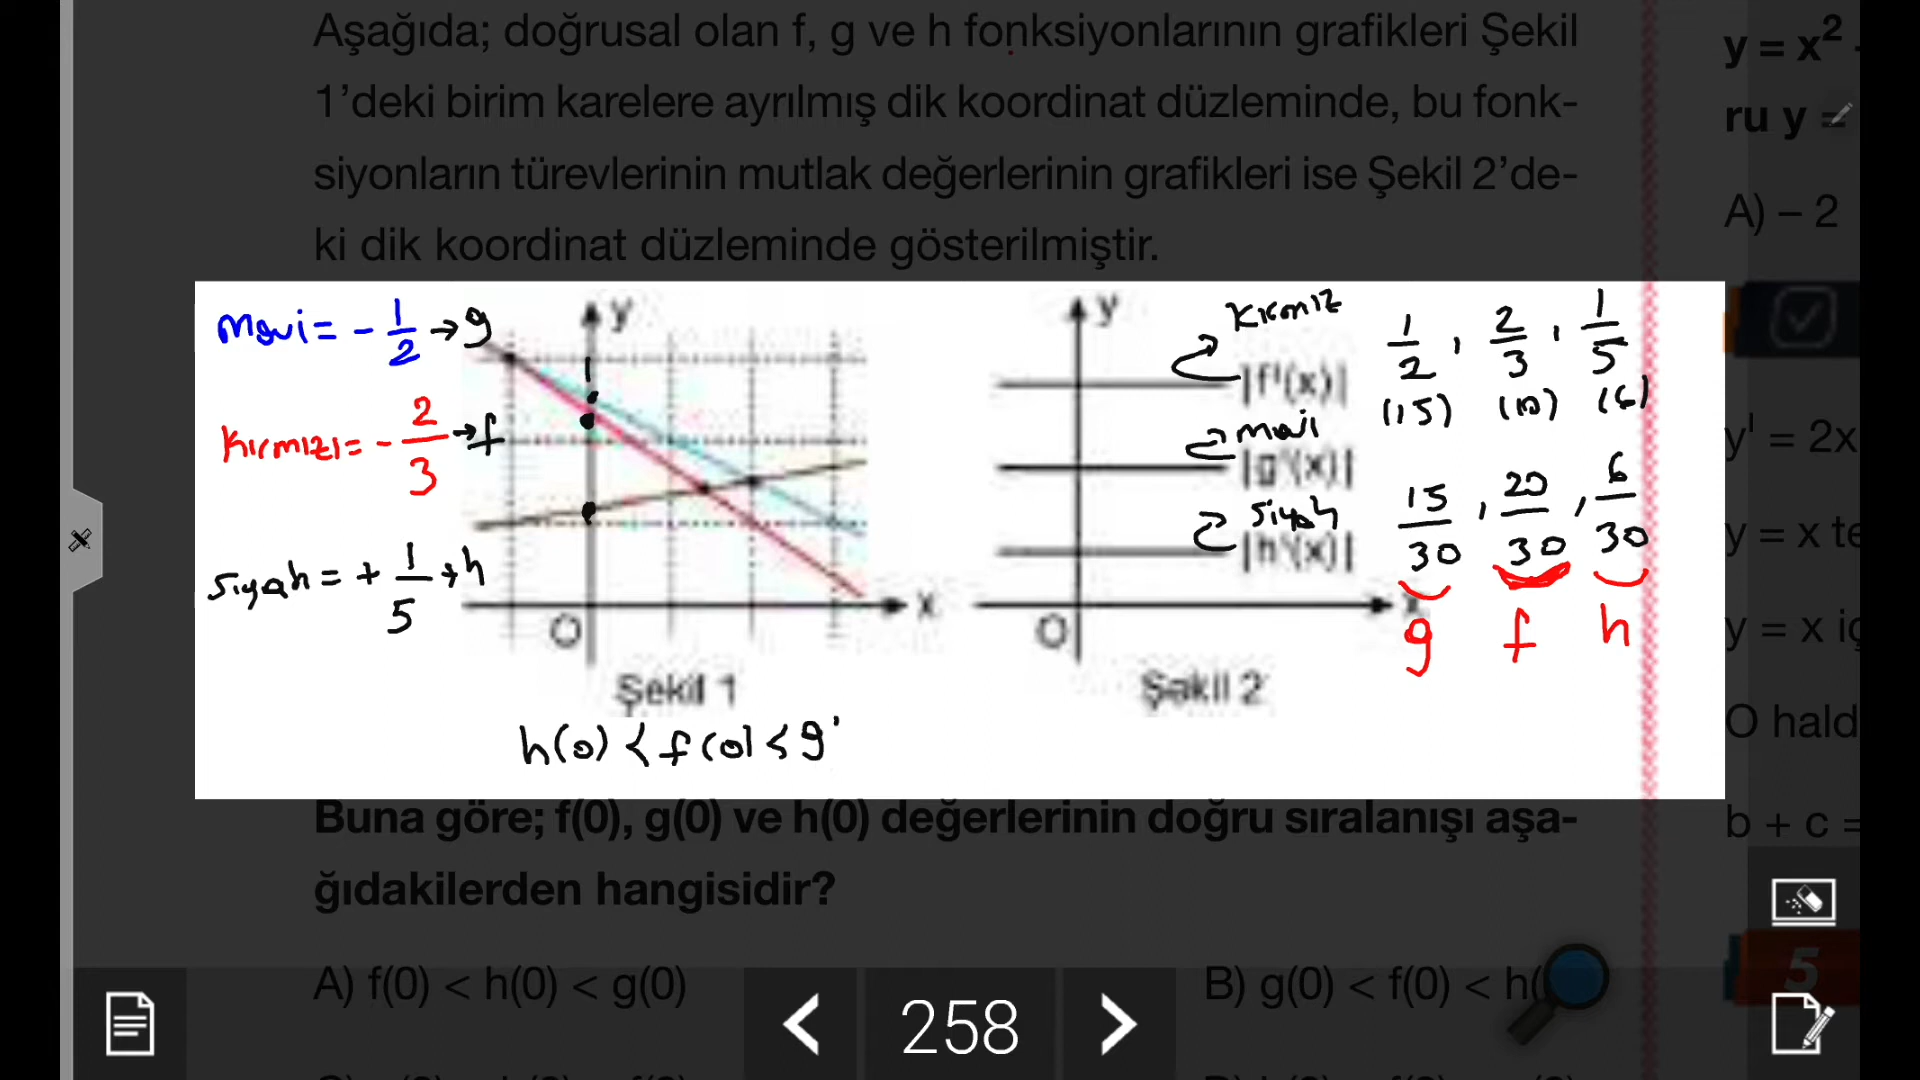 Aşağıda; doğrusal olan f, g ve h fonksiyonlarının grafikleri Şekil
1’deki birim karelere ayrılmış dik koordinat düzleminde, bu fonk-
siyonların türevlerinin mutlak değerlerinin grafikleri ise Şekil 2’de-
ki dik koordinat düzleminde gösterilmiştir.
Mavi = - 1/2 → g
Kırmızı = - 2/3 → f
Siyah = + 1/5 → h
y
x
O
Şekil 1
h(0) < f(0) < g
y
Kırmız
|f'(x)|
mavi
|g'(x)|
siyah
|h'(x)|
x
O
Şekil 2
1/2 , 2/3 , 1/5
(15) (10) (6)
15/30 , 20/30 , 6/30
g f h
Buna göre; f(0), g(0) ve h(0) değerlerinin doğru sıralanışı aşa-
ğıdakilerden hangisidir?
A) f(0) < h(0) < g(0)
B) g(0) < f(0) < h(
258
y = x²
ru y =
A) – 2
y' = 2x
y = x te
y = x iç
O hald
b + c =
5